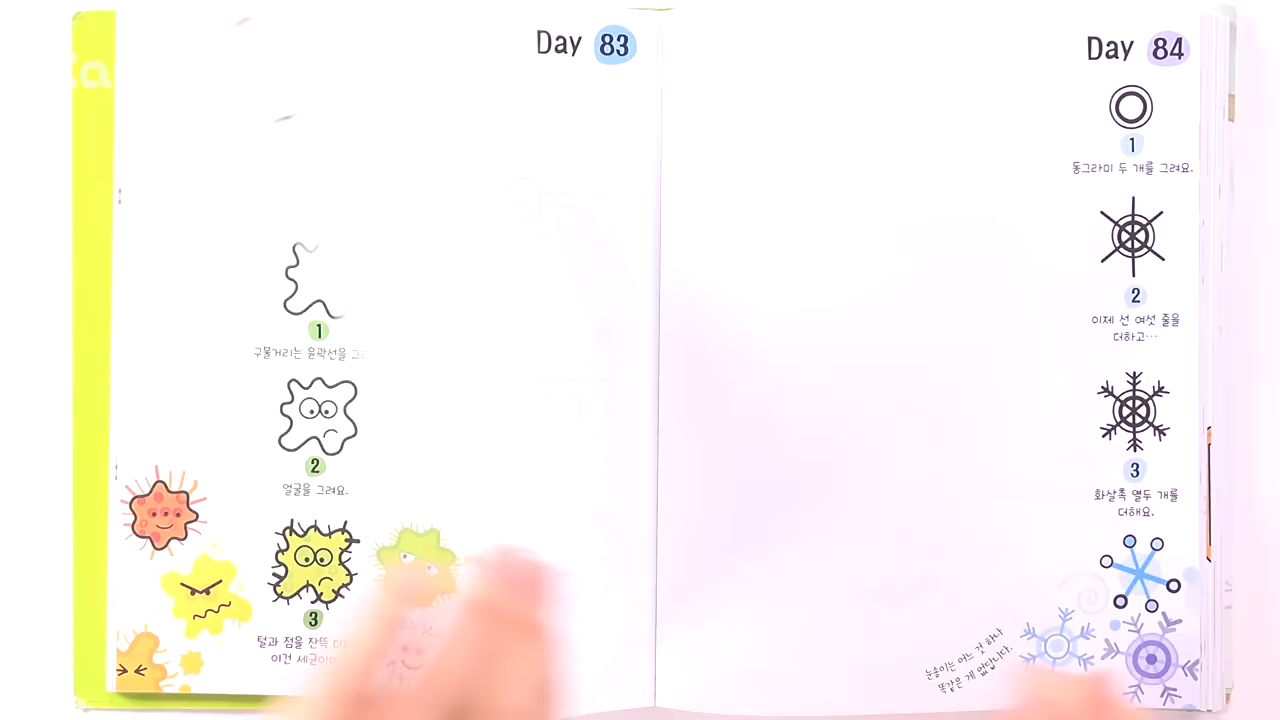 Day 83
1
구물거리는 윤곽선을
2
얼굴을 그려요.
3
털과 점을 잔뜩
이건
Day 84
1
동그라미 두 개를 그려요.
2
이제 선 여섯 줄을
더하고…
3
화살촉 열두 개를
더해요.
눈송이는 어느 것 하나
똑같은 게 없답니다.